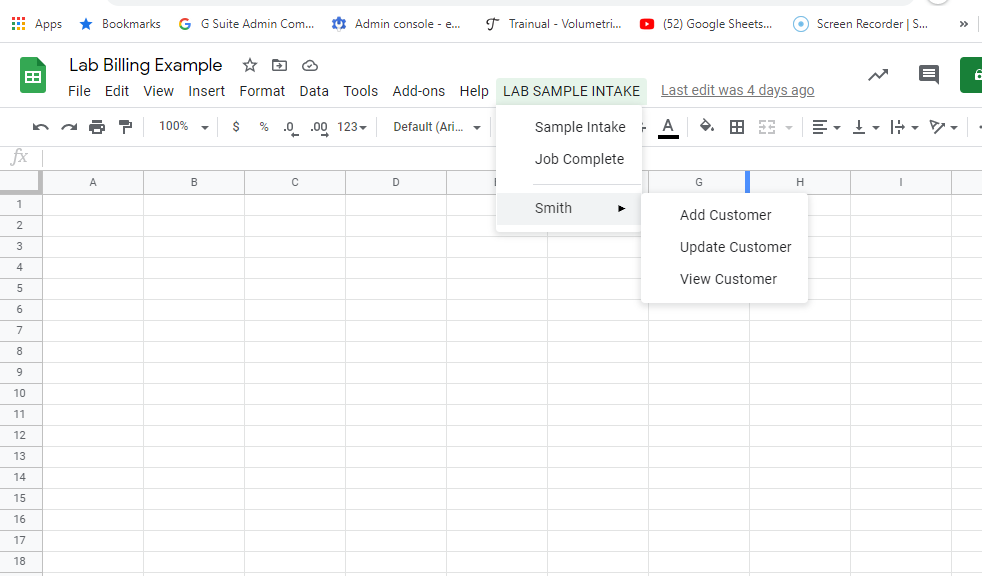 Apps Bookmarks G Suite Admin Com... Admin console - e... Trainual - Volumetri... (52) Google Sheets... Screen Recorder | S... »
Lab Billing Example
File Edit View Insert Format Data Tools Add-ons Help LAB SAMPLE INTAKE Last edit was 4 days ago
100% $ % .0 .00 123 Default (Ari... A
Sample Intake
Job Complete
Smith
Add Customer
Update Customer
View Customer
fx
A B C D G H I
1
2
3
4
5
6
7
8
9
10
11
12
13
14
15
16
17
18